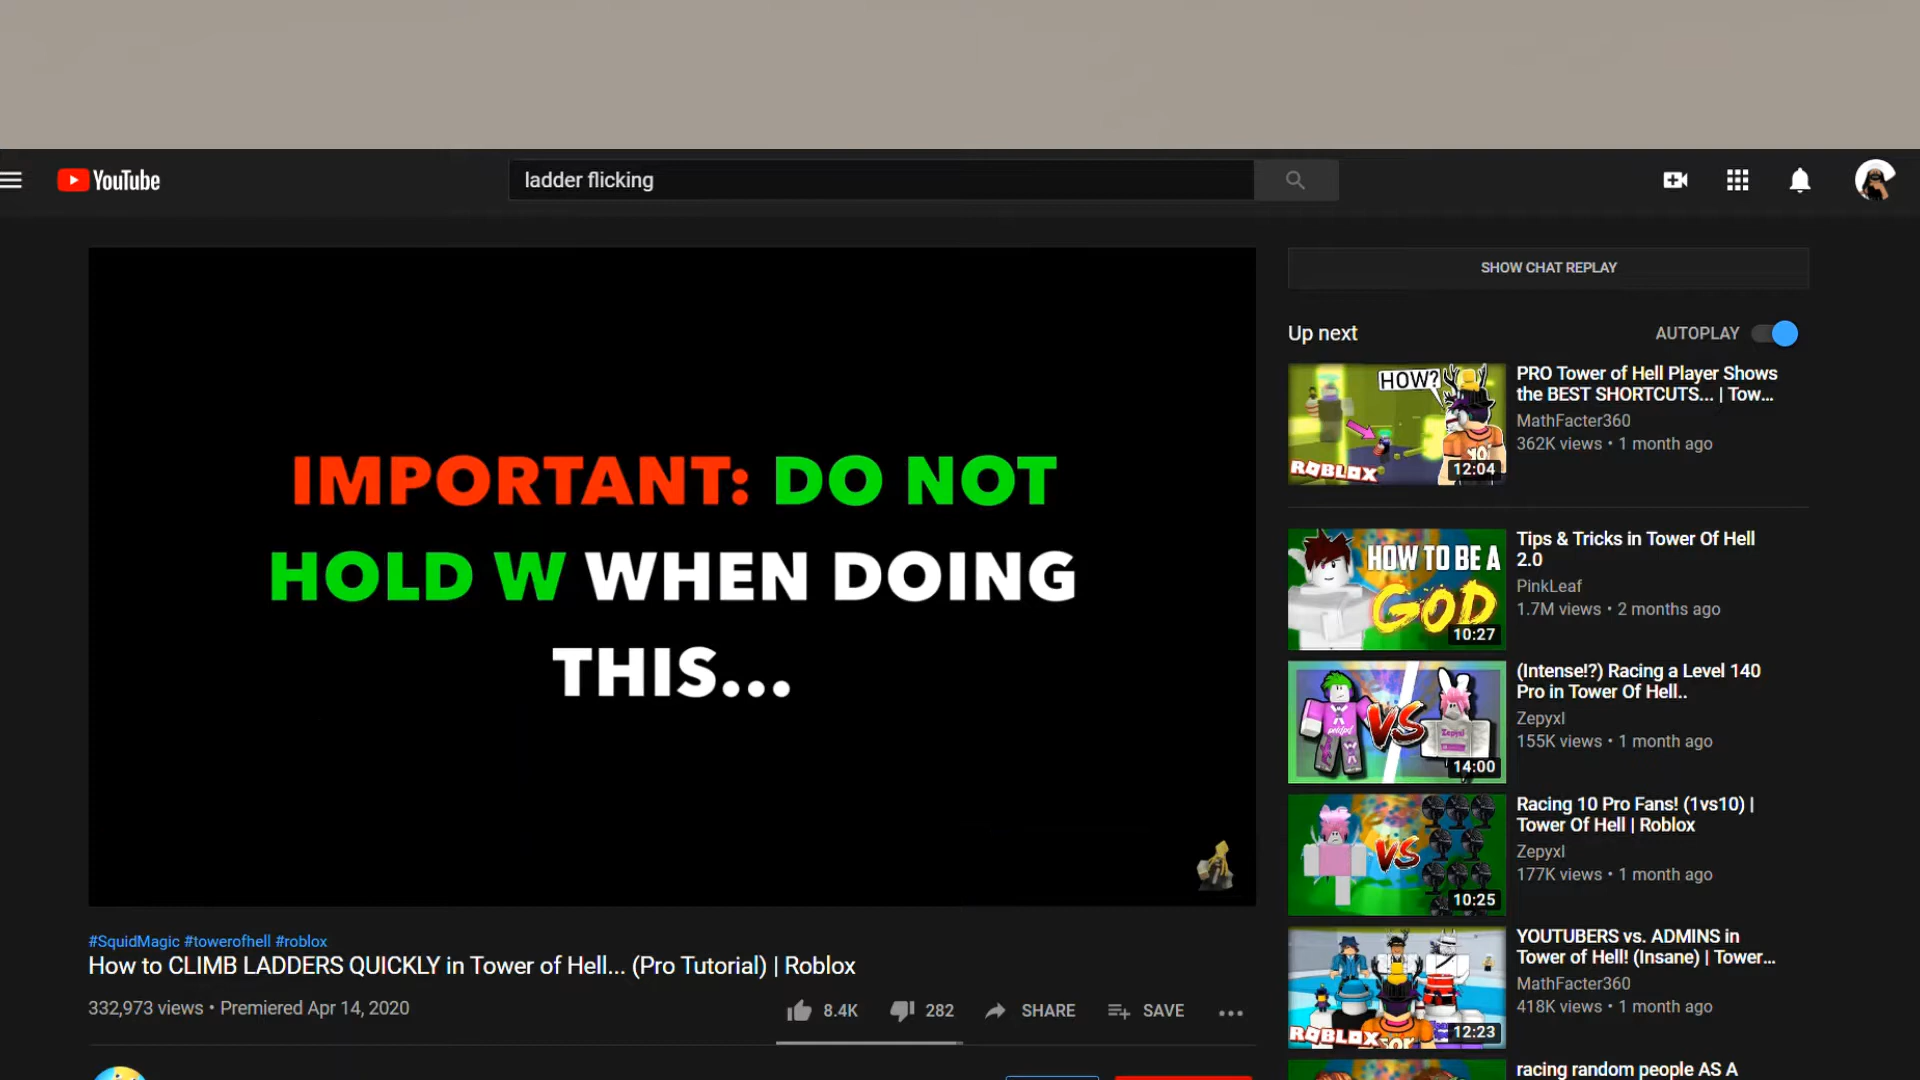 YouTube
ladder flicking
IMPORTANT: DO NOT
HOLD W WHEN DOING
THIS...
#SquidMagic #towerofhell #roblox
How to CLIMB LADDERS QUICKLY in Tower of Hell... (Pro Tutorial) | Roblox
332,973 views • Premiered Apr 14, 2020
8.4K
282
SHARE
SAVE
SHOW CHAT REPLAY
Up next
AUTOPLAY
HOW?
ROBLOX
12:04
PRO Tower of Hell Player Shows
the BEST SHORTCUTS... | Tow...
MathFacter360
362K views • 1 month ago
HOW TO BE A
GOD
10:27
Tips & Tricks in Tower Of Hell
2.0
PinkLeaf
1.7M views • 2 months ago
VS
Zepyxl
14:00
(Intense!?) Racing a Level 140
Pro in Tower Of Hell..
Zepyxl
155K views • 1 month ago
VS
10:25
Racing 10 Pro Fans! (1vs10) |
Tower Of Hell | Roblox
Zepyxl
177K views • 1 month ago
ROBLOX
12:23
YOUTUBERS vs. ADMINS in
Tower of Hell! (Insane) | Tower...
MathFacter360
418K views • 1 month ago
racing random people AS A